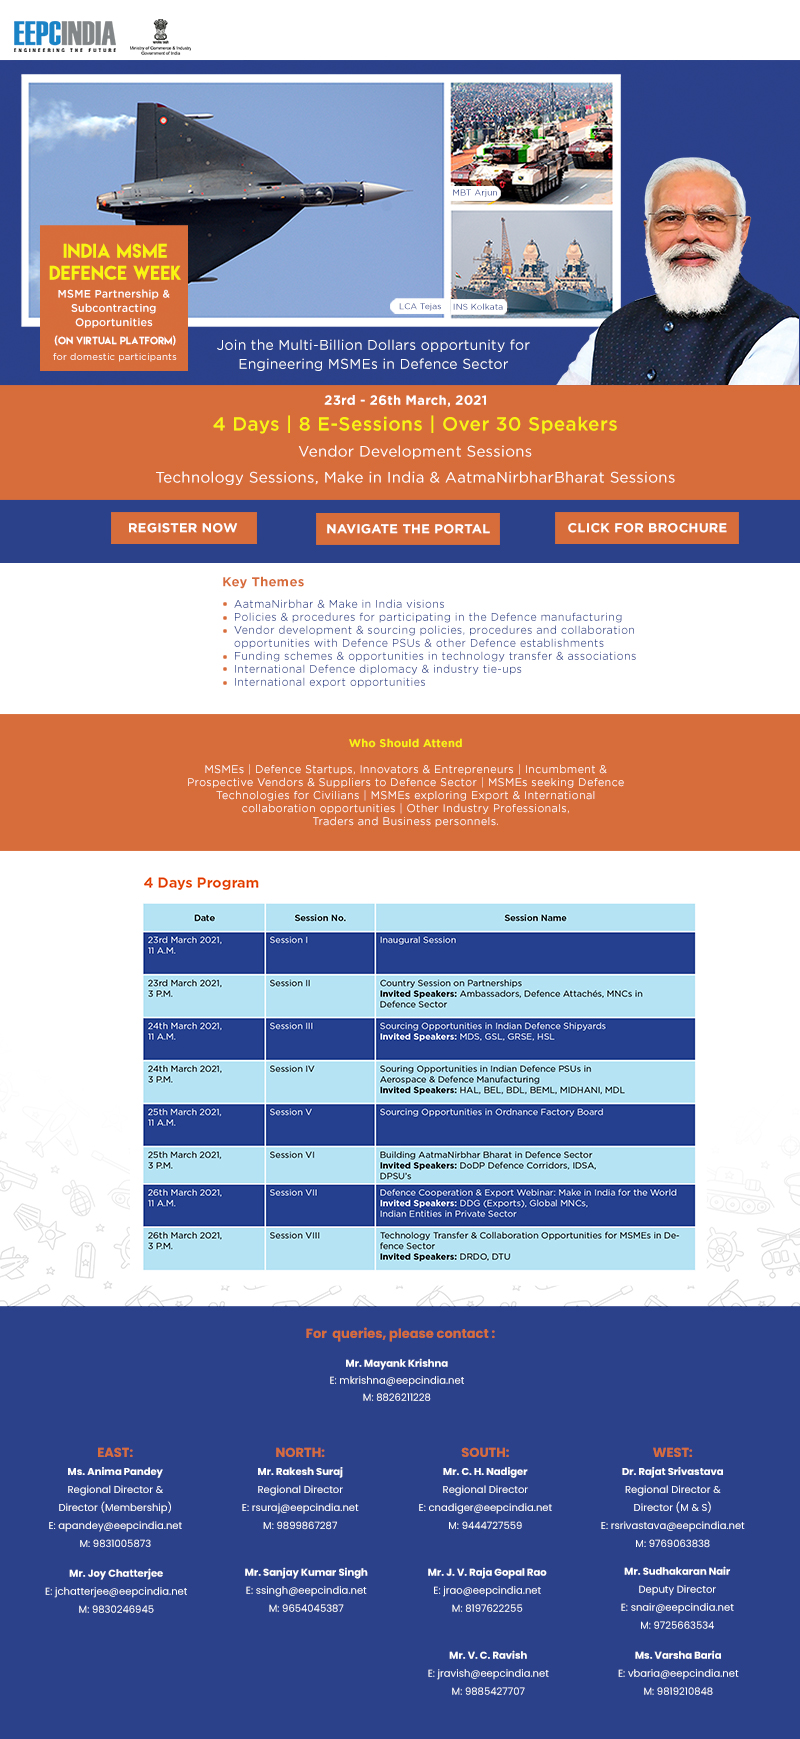 EEPCINDIA
ENGINEERING THE FUTURE
Ministry of Commerce & Industry
Government of India
MBT Arjun
LCA Tejas
INS Kolkata
INDIA MSME
DEFENCE WEEK
MSME Partnership &
Subcontracting
Opportunities
(ON VIRTUAL PLATFORM)
for domestic participants
Join the Multi-Billion Dollars opportunity for
Engineering MSMEs in Defence Sector
23rd - 26th March, 2021
4 Days | 8 E-Sessions | Over 30 Speakers
Vendor Development Sessions
Technology Sessions, Make in India & AatmaNirbharBharat Sessions
REGISTER NOW
NAVIGATE THE PORTAL
CLICK FOR BROCHURE
Key Themes
• AatmaNirbhar & Make in India visions
• Policies & procedures for participating in the Defence manufacturing
• Vendor development & sourcing policies, procedures and collaboration
opportunities with Defence PSUs & other Defence establishments
• Funding schemes & opportunities in technology transfer & associations
• International Defence diplomacy & industry tie-ups
• International export opportunities
Who Should Attend
MSMEs | Defence Startups, Innovators & Entrepreneurs | Incumbment &
Prospective Vendors & Suppliers to Defence Sector | MSMEs seeking Defence
Technologies for Civilians | MSMEs exploring Export & International
collaboration opportunities | Other Industry Professionals,
Traders and Business personnels.
4 Days Program
Date
Session No.
Session Name
23rd March 2021,
11 A.M.
Session I
Inaugural Session
23rd March 2021,
3 P.M.
Session II
Country Session on Partnerships
Invited Speakers: Ambassadors, Defence Attachés, MNCs in
Defence Sector
24th March 2021,
11 A.M.
Session III
Sourcing Opportunities in Indian Defence Shipyards
Invited Speakers: MDS, GSL, GRSE, HSL
24th March 2021,
3 P.M.
Session IV
Souring Opportunities in Indian Defence PSUs in
Aerospace & Defence Manufacturing
Invited Speakers: HAL, BEL, BDL, BEML, MIDHANI, MDL
25th March 2021,
11 A.M.
Session V
Sourcing Opportunities in Ordnance Factory Board
25th March 2021,
3 P.M.
Session VI
Building AatmaNirbhar Bharat in Defence Sector
Invited Speakers: DoDP Defence Corridors, IDSA,
DPSU's
26th March 2021,
11 A.M.
Session VII
Defence Cooperation & Export Webinar: Make in India for the World
Invited Speakers: DDG (Exports), Global MNCs,
Indian Entities in Private Sector
26th March 2021,
3 P.M.
Session VIII
Technology Transfer & Collaboration Opportunities for MSMEs in De-
fence Sector
Invited Speakers: DRDO, DTU
For queries, please contact :
Mr. Mayank Krishna
E: mkrishna@eepcindia.net
M: 8826211228
EAST:
Ms. Anima Pandey
Regional Director &
Director (Membership)
E: apandey@eepcindia.net
M: 9831005873
Mr. Joy Chatterjee
E: jchatterjee@eepcindia.net
M: 9830246945
NORTH:
Mr. Rakesh Suraj
Regional Director
E: rsuraj@eepcindia.net
M: 9899867287
Mr. Sanjay Kumar Singh
E: ssingh@eepcindia.net
M: 9654045387
SOUTH:
Mr. C. H. Nadiger
Regional Director
E: cnadiger@eepcindia.net
M: 9444727559
Mr. J. V. Raja Gopal Rao
E: jrao@eepcindia.net
M: 8197622255
Mr. V. C. Ravish
E: jravish@eepcindia.net
M: 9885427707
WEST:
Dr. Rajat Srivastava
Regional Director &
Director (M & S)
E: rsrivastava@eepcindia.net
M: 9769063838
Mr. Sudhakaran Nair
Deputy Director
E: snair@eepcindia.net
M: 9725663534
Ms. Varsha Baria
E: vbaria@eepcindia.net
M: 9819210848